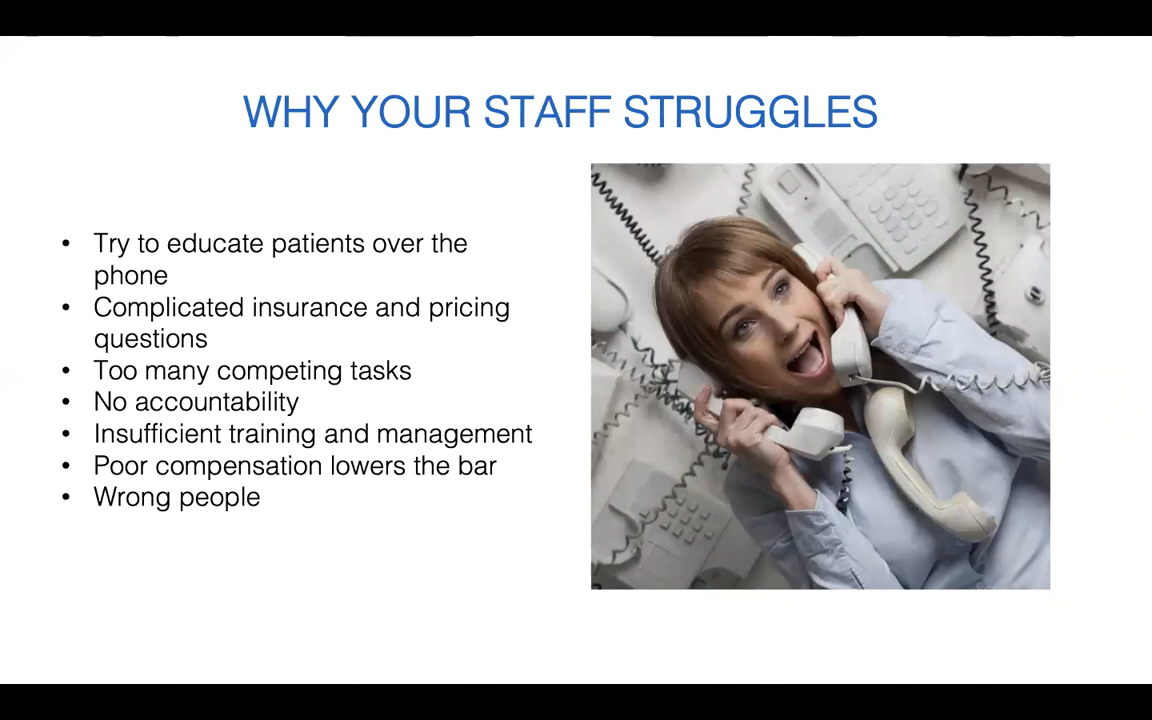 WHY YOUR STAFF STRUGGLES
• Try to educate patients over the
phone
• Complicated insurance and pricing
questions
• Too many competing tasks
• No accountability
• Insufficient training and management
• Poor compensation lowers the bar
• Wrong people